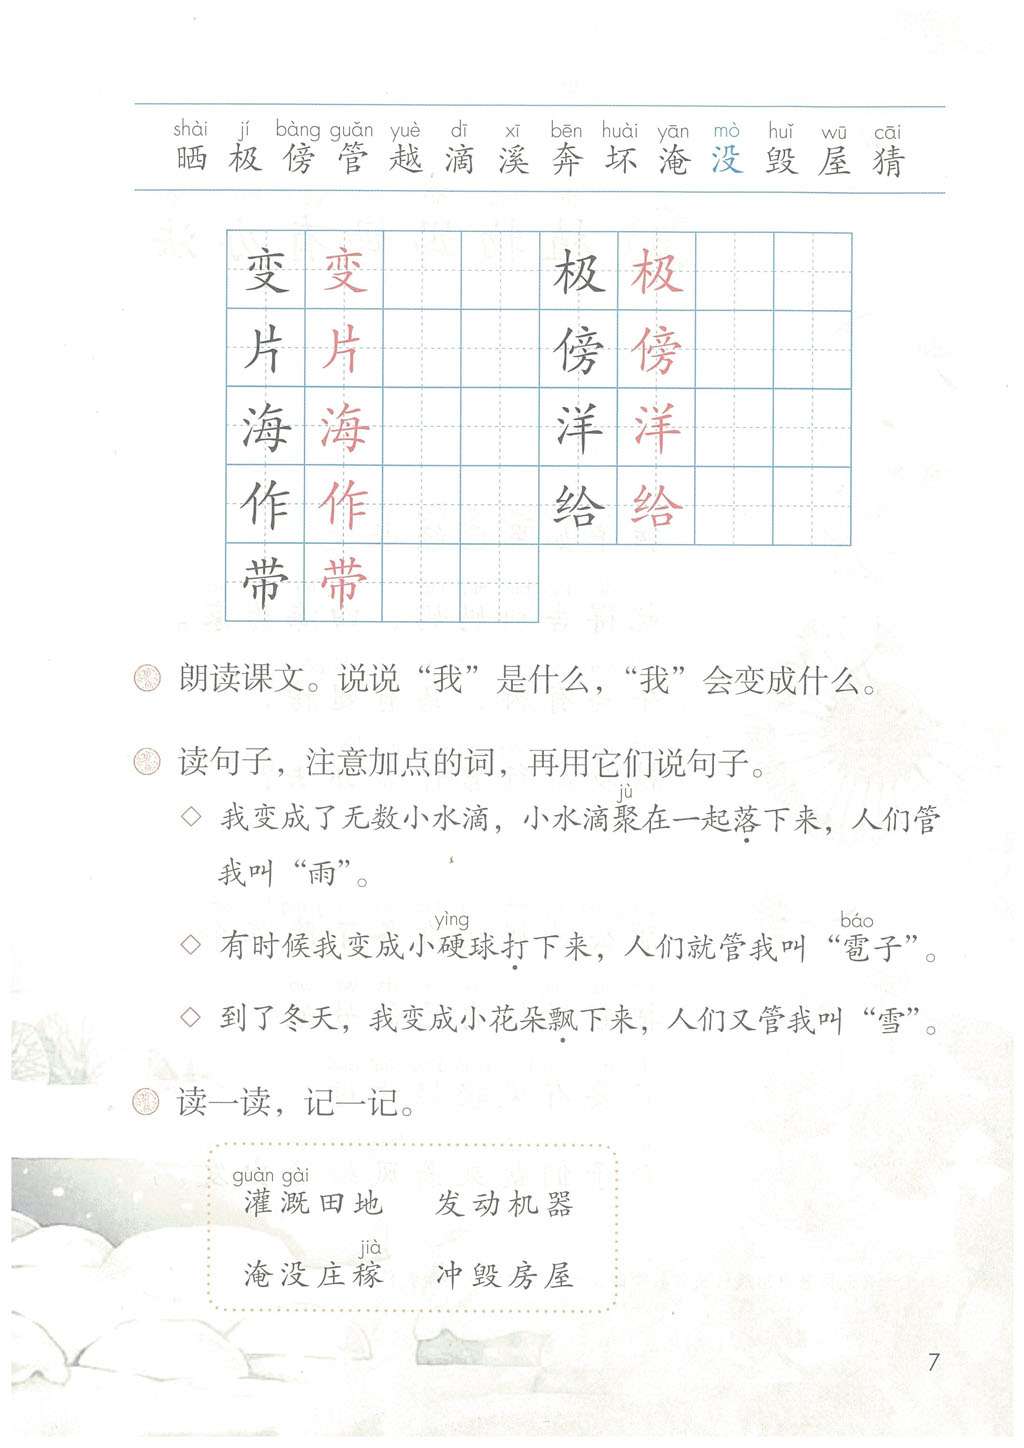 shài jí bàng guǎn yuè dī xī bēn huài yān mò huǐ wū cāi
晒 极 傍 管 越 滴 溪 奔 坏 淹 没 毁 屋 猜
变 变 极 极
片 片 傍 傍
海 海 洋 洋
作 作 给 给
带 带
朗读课文。说说“我”是什么，“我”会变成什么。
读句子，注意加点的词，再用它们说句子。
jù
我变成了无数小水滴，小水滴聚在一起落下来，人们管
我叫“雨”。
yìng báo
有时候我变成小硬球打下来，人们就管我叫“雹子”。
到了冬天，我变成小花朵飘下来，人们又管我叫“雪”。
读一读，记一记。
guàn gài
灌溉田地 发动机器
jià
淹没庄稼 冲毁房屋
7